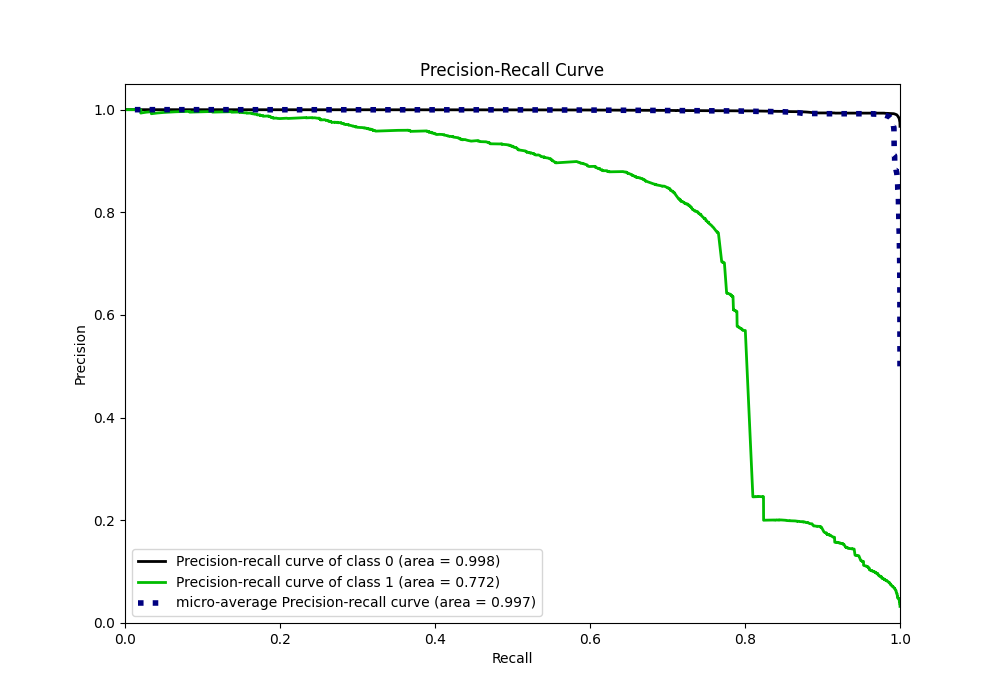 Precision-Recall Curve
1.0
0.8
0.6
0.4
0.2
0.0
Precision
Precision-recall curve of class 0 (area = 0.998)
Precision-recall curve of class 1 (area = 0.772)
micro-average Precision-recall curve (area = 0.997)
0.0 0.2 0.4 0.6 0.8 1.0
Recall